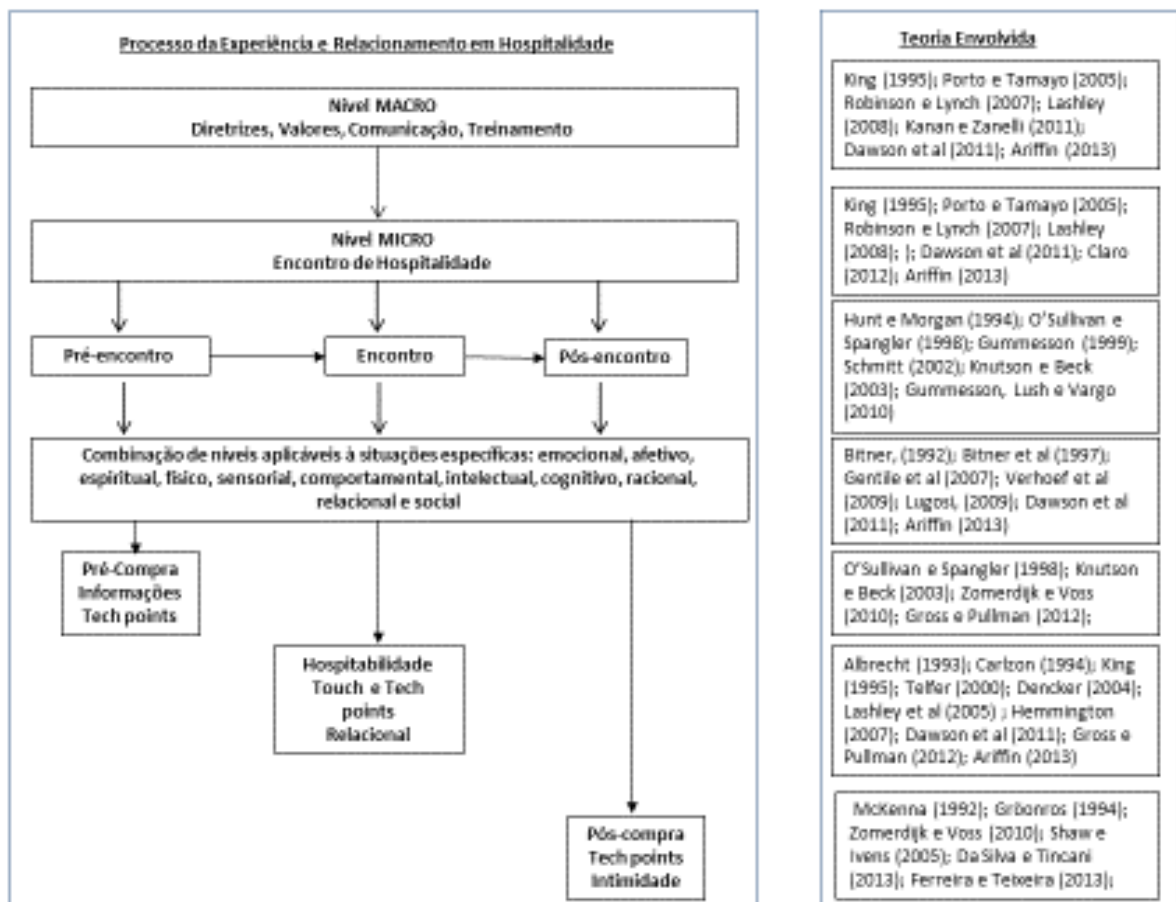 Processo da Experiência e Relacionamento em Hospitalidade
Nível MACRO
Diretrizes, Valores, Comunicação, Treinamento
Nível MICRO
Encontro de Hospitalidade
Pré-encontro
Encontro
Pós-encontro
Combinação de níveis aplicáveis à situações específicas: emocional, afetivo,
espiritual, físico, sensorial, comportamental, intelectual, cognitivo, racional,
relacional e social
Pré-Compra
Informações
Tech points
Hospitabilidade
Touch e Tech
points
Relacional
Pós-compra
Tech points
Intimidade
Teoria Envolvida
King (1995); Porto e Tamayo (2005);
Robinson e Lynch (2007); Lashley
(2008); Kanan e Zanelli (2011);
Dawson et al (2011); Ariffin (2013)
King (1995); Porto e Tamayo (2005);
Robinson e Lynch (2007); Lashley
(2008); ); Dawson et al (2011); Claro
(2012); Ariffin (2013)
Hunt e Morgan (1994); O'Sullivan e
Spangler (1998); Gummesson (1999);
Schmitt (2002); Knutson e Beck
(2003); Gummesson, Lush e Vargo
(2010)
Bitner, (1992); Bitner et al (1997);
Gentile et al (2007); Verhoef et al
(2009); Lugosi, (2009); Dawson et al
(2011); Ariffin (2013)
O'Sullivan e Spangler (1998); Knutson
e Beck (2003); Zomerdijk e Voss
(2010); Gross e Pullman (2012);
Albrecht (1993); Carlzon (1994); King
(1995); Telfer (2000); Dencker (2004);
Lashley et al (2005) ; Hemmington
(2007); Dawson et al (2011); Gross e
Pullman (2012); Ariffin (2013)
McKenna (1992); Gröonros (1994);
Zomerdijk e Voss (2010); Shaw e
Ivens (2005); Da Silva e Tincani
(2013); Ferreira e Teixeira (2013);